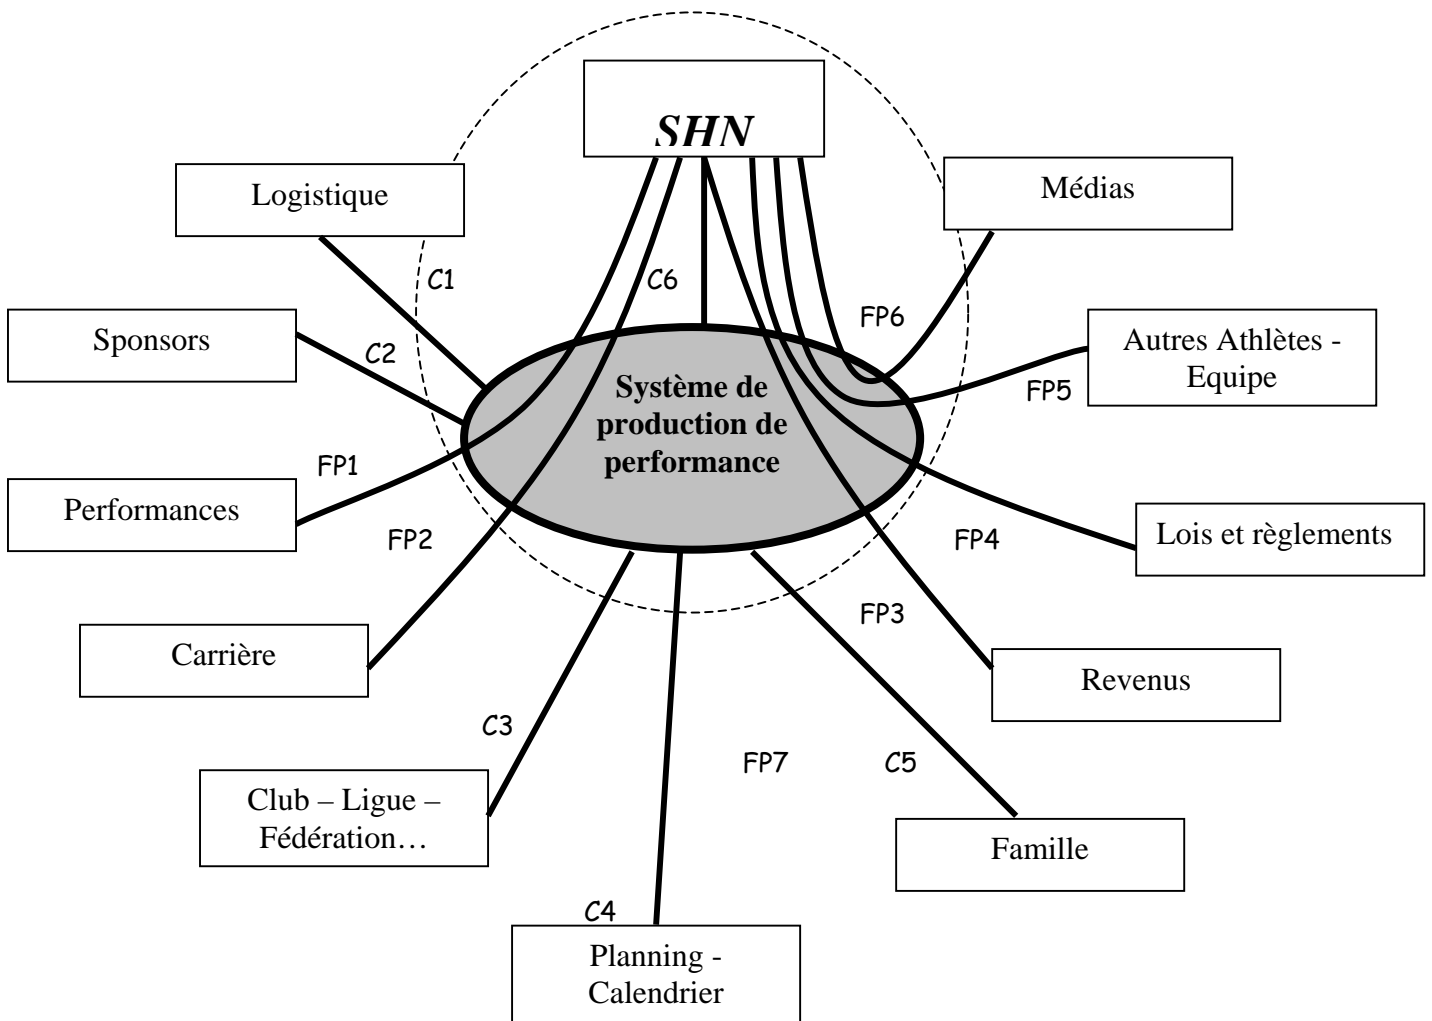 SHN
Logistique
Médias
C1
C6
Sponsors
C2
FP6
Autres Athlètes -
Equipe
FP5
Système de
production de
performance
FP1
Performances
FP2
FP4
Lois et règlements
Carrière
FP3
Revenus
C3
FP7
C5
Club – Ligue –
Fédération…
Famille
C4
Planning -
Calendrier